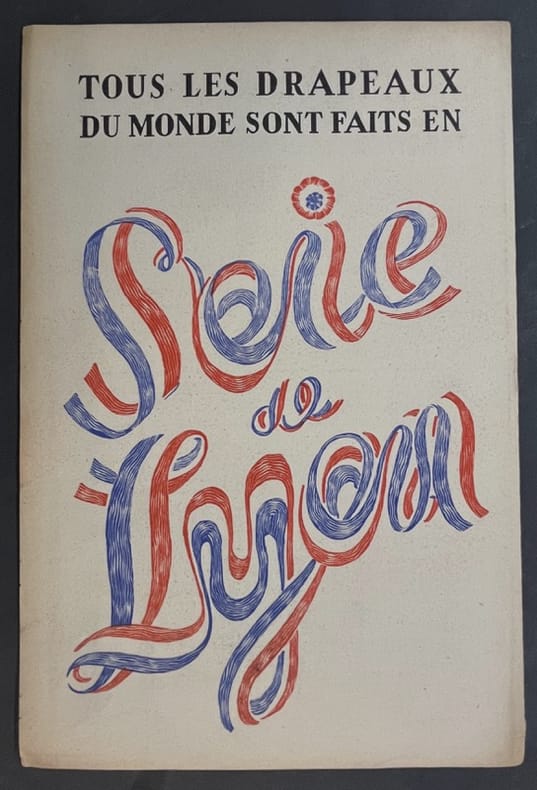 TOUS LES DRAPEAUX
DU MONDE SONT FAITS EN
Soie
de
Lyon